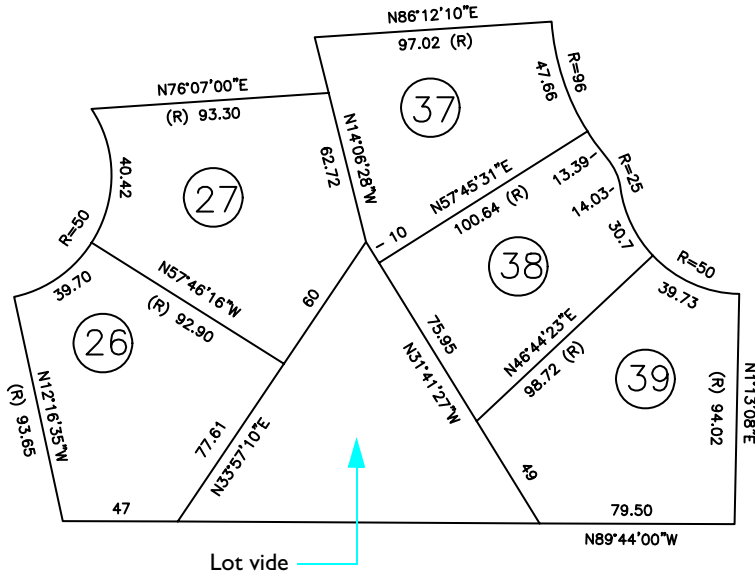 N86°12'10"E
97.02 (R)
R=96
47.66
37
N76°07'00"E
(R) 93.30
N14°06'28"W
62.72
40.42
27
R=50
N57°45'31"E
100.64 (R)
13.39
R=25
14.03
30.7
10
38
R=50
39.73
39.70
N57°46'16"W
(R) 92.90
60
26
N12°16'35"W
(R) 93.65
75.95
N31°41'27"W
N46°44'23"E
98.72 (R)
39
N1°13'08"E
(R) 94.02
77.61
N33°57'10"E
49
47
79.50
N89°44'00"W
Lot vide